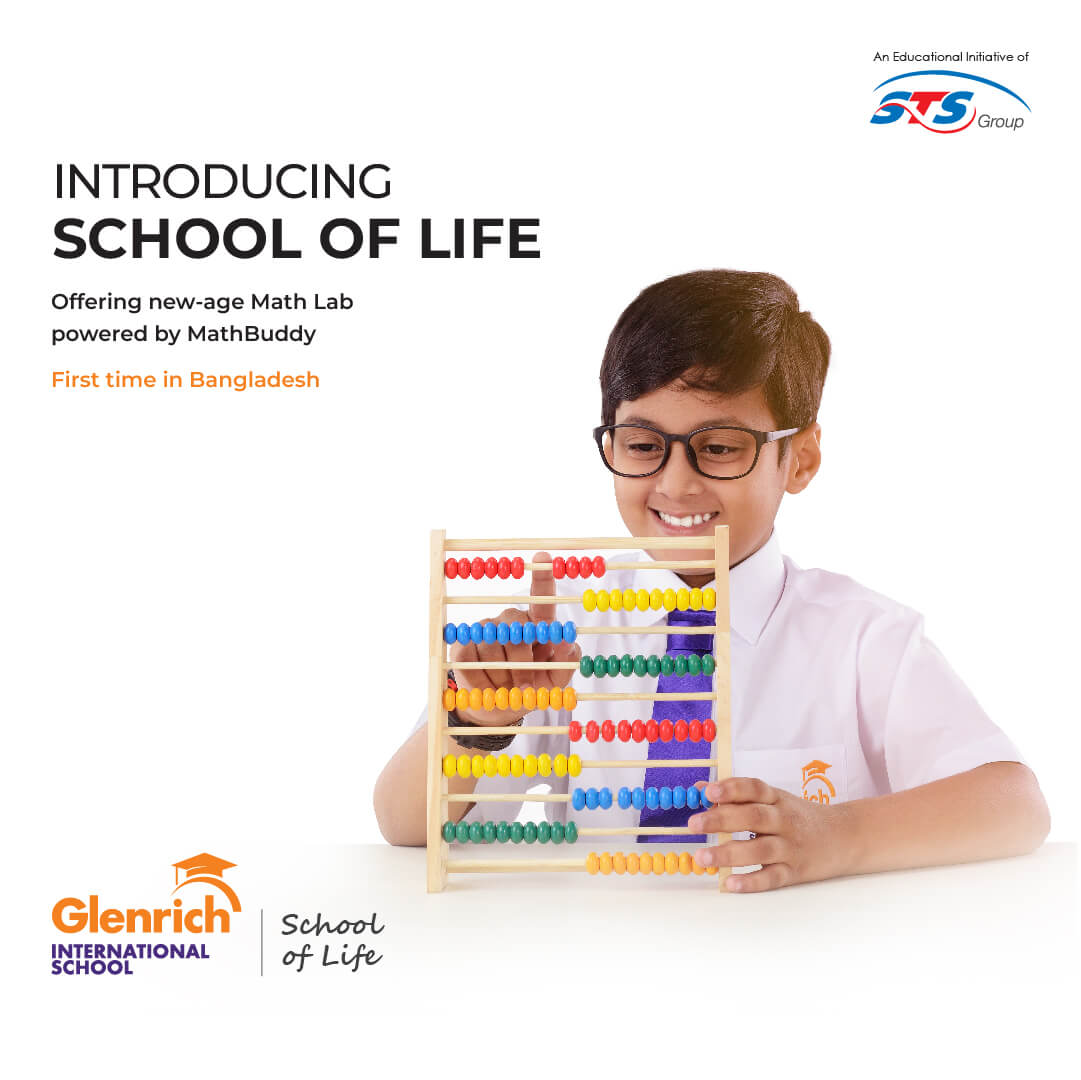 An Educational Initiative of
STS Group
INTRODUCING
SCHOOL OF LIFE
Offering new-age Math Lab
powered by MathBuddy
First time in Bangladesh
Glenrich
INTERNATIONAL
SCHOOL
School
of Life